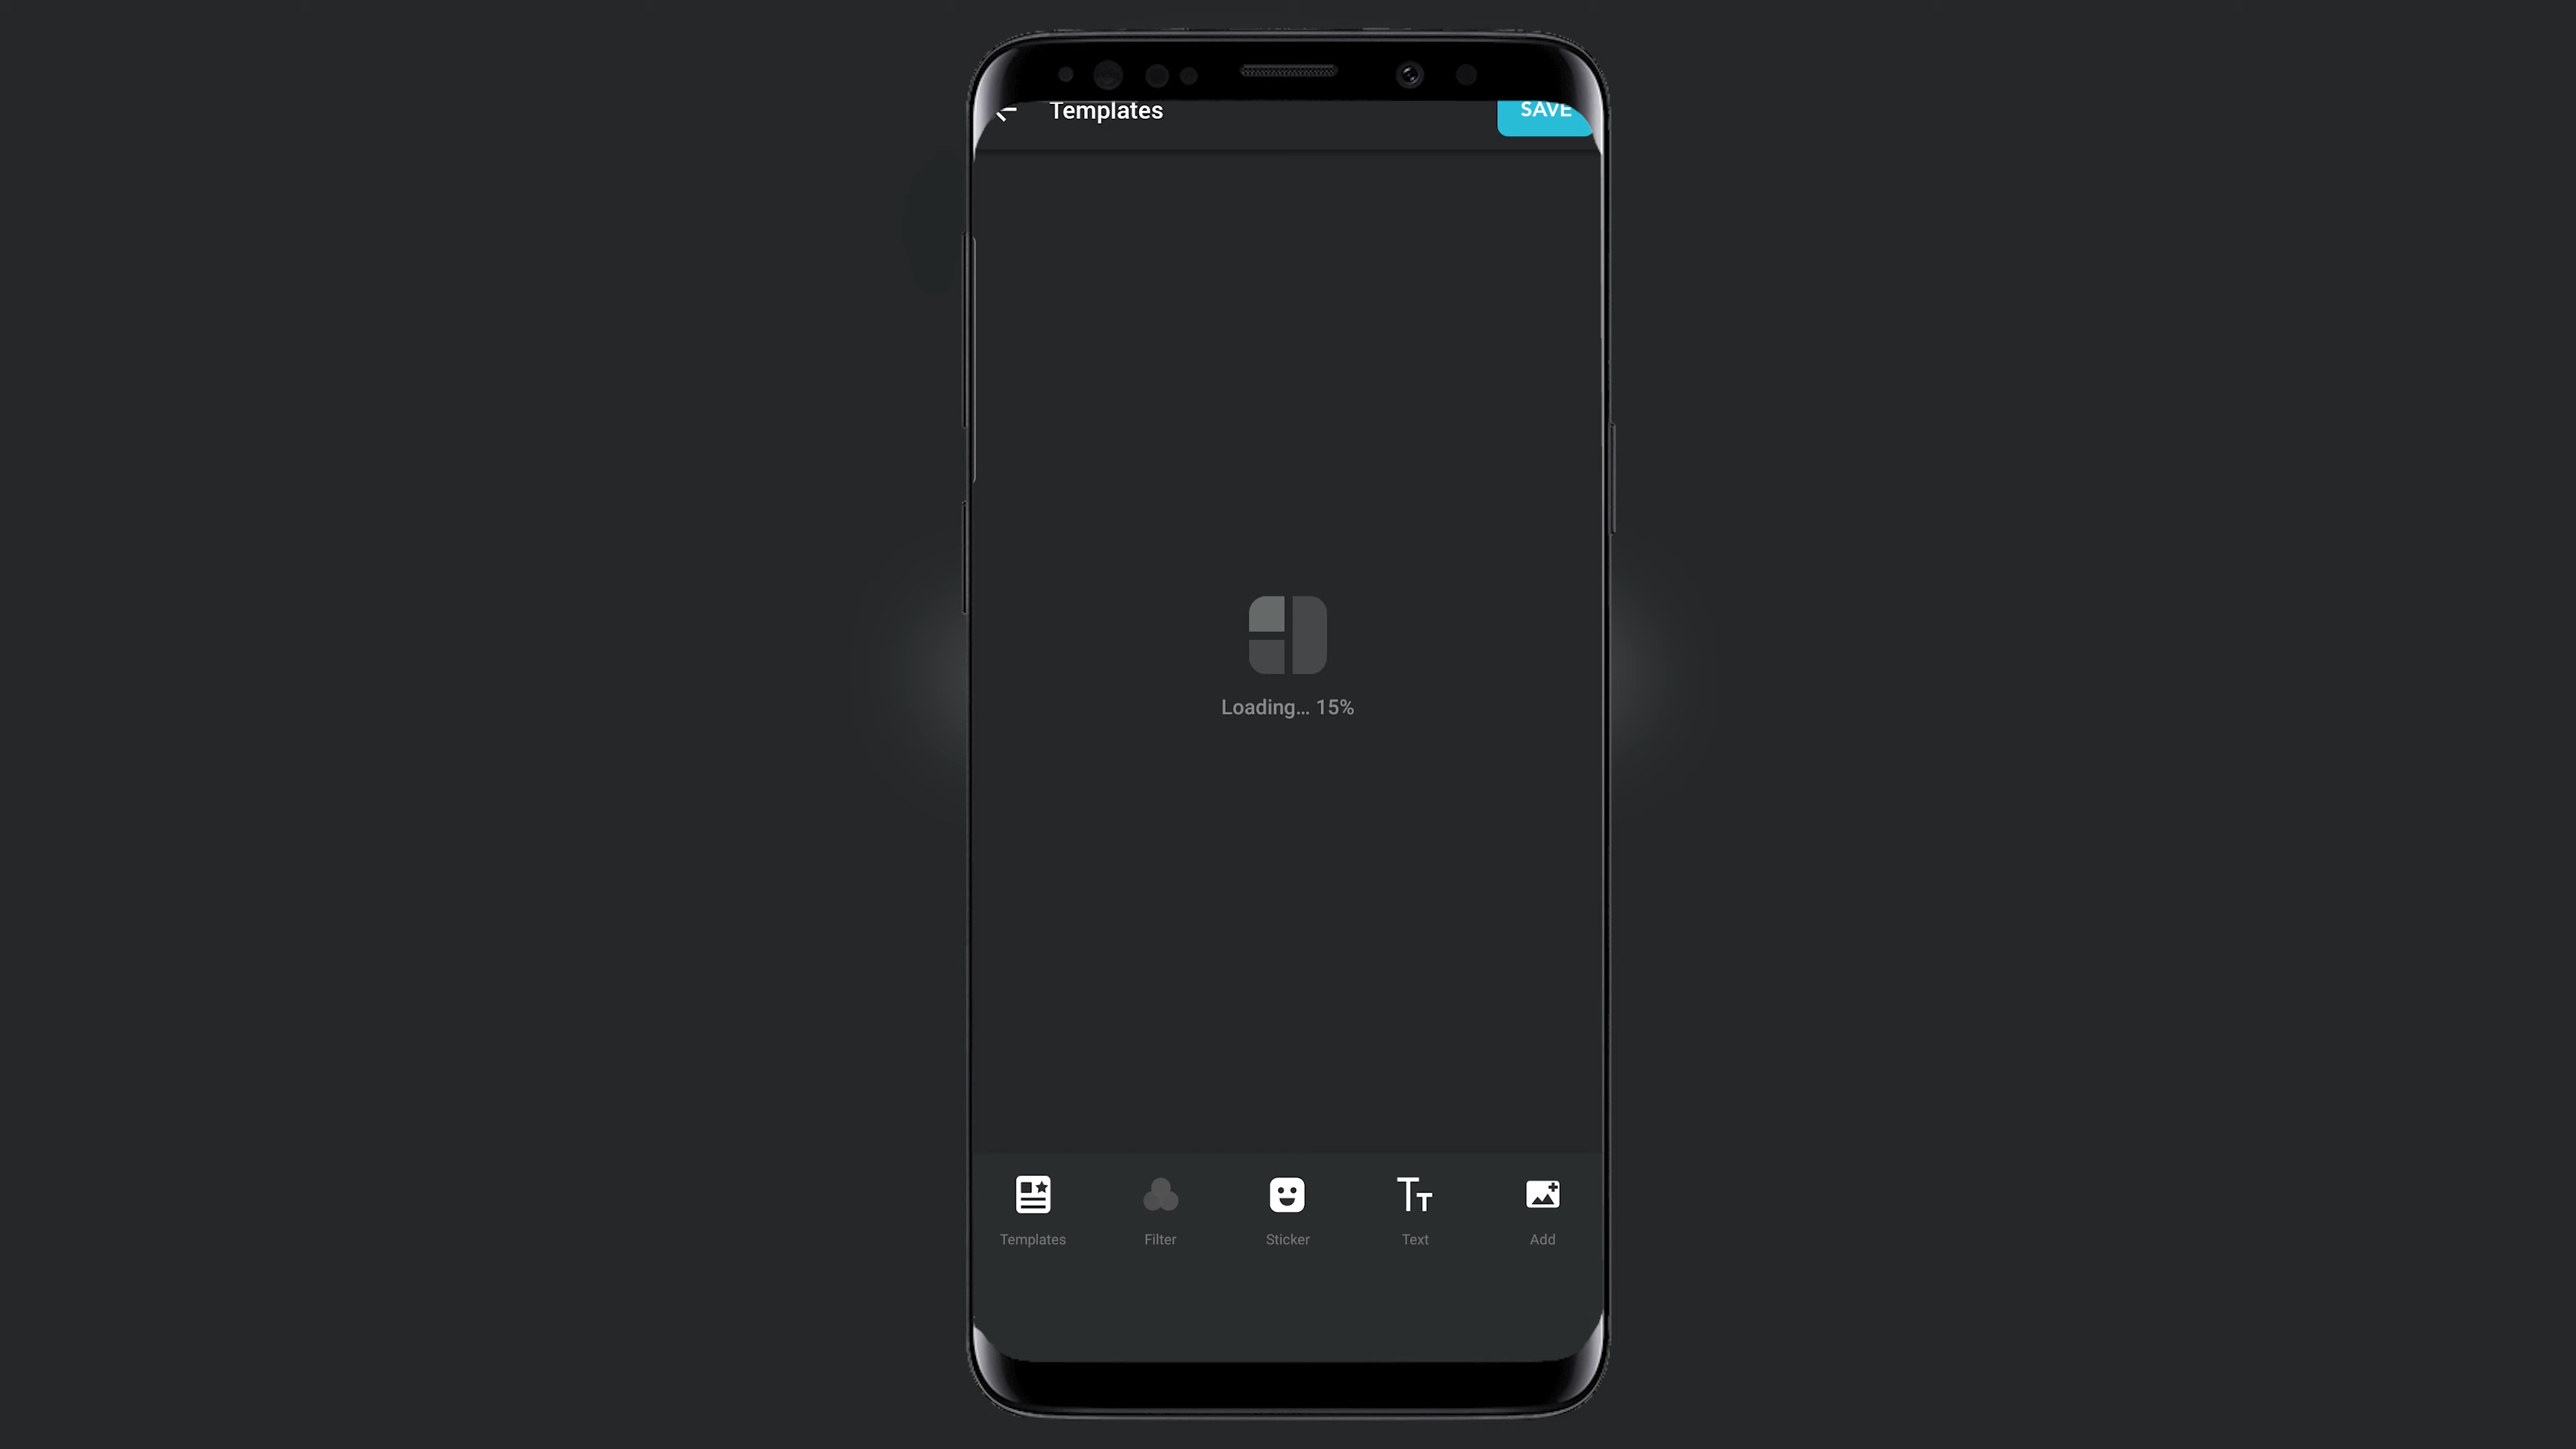 Templates
SAVE
Loading... 15%
Templates
Filter
Sticker
Text
Add